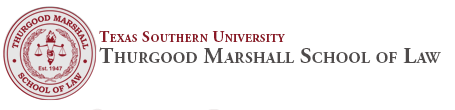 THURGOOD MARSHALL
Est. 1947
SCHOOL OF LAW
TEXAS SOUTHERN UNIVERSITY
THURGOOD MARSHALL SCHOOL OF LAW